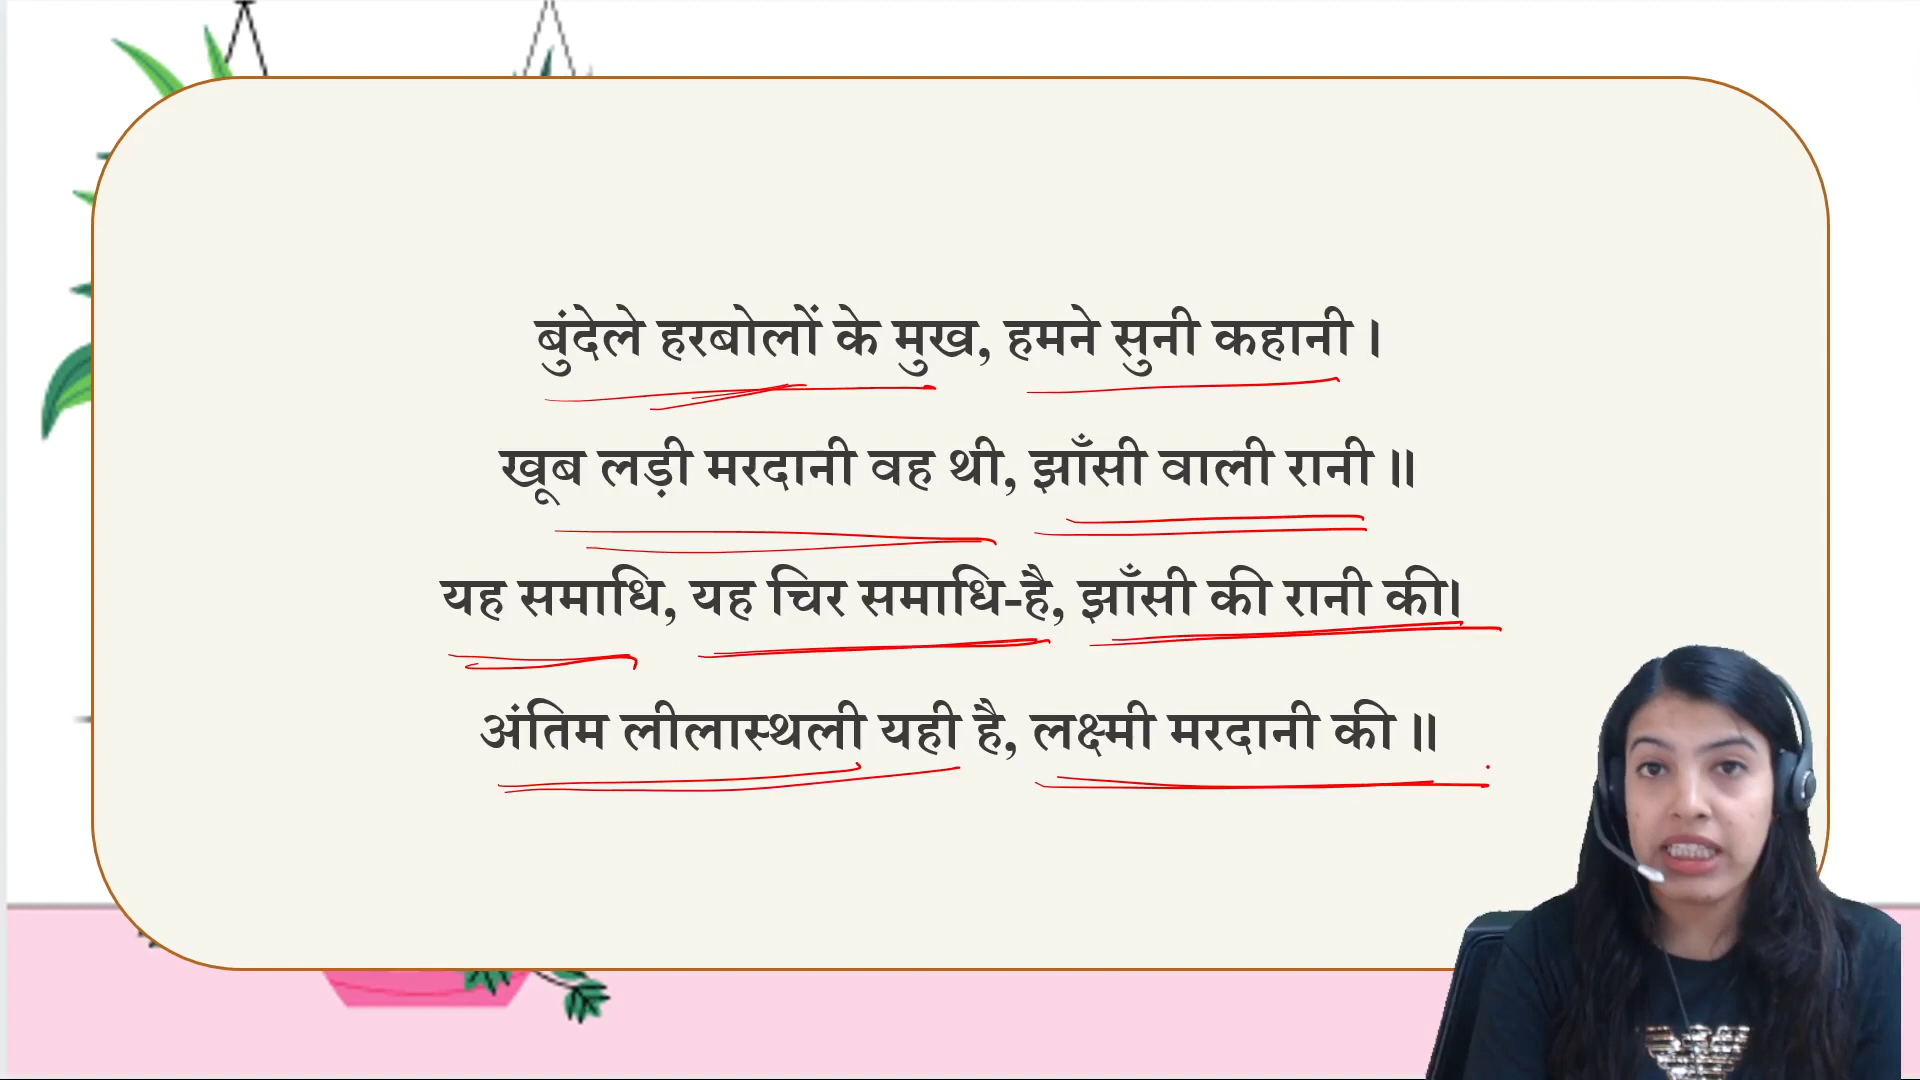 बुंदेले हरबोलों के मुख, हमने सुनी कहानी ।
खूब लड़ी मरदानी वह थी, झाँसी वाली रानी ॥
यह समाधि, यह चिर समाधि-है, झाँसी की रानी की।
अंतिम लीलास्थली यही है, लक्ष्मी मरदानी की ॥